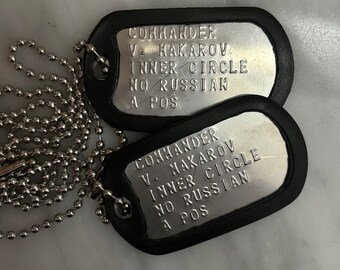 COMMANDER
V. MAKAROV
INNER CIRCLE
NO RUSSIAN
A POS
COMMANDER
V. MAKAROV
INNER CIRCLE
NO RUSSIAN
A POS